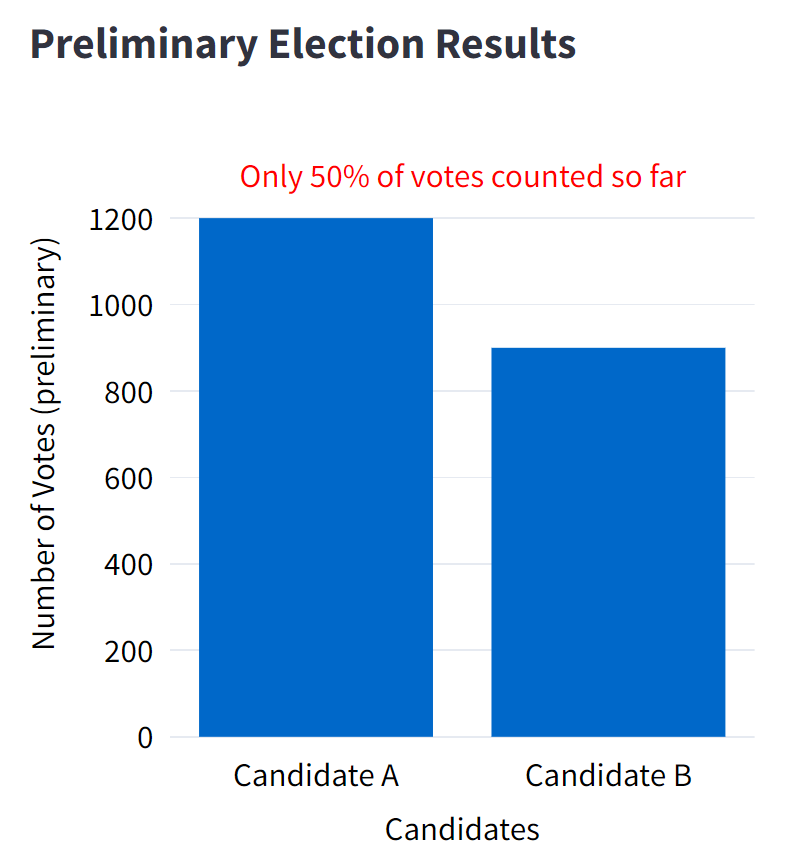 Preliminary Election Results
Only 50% of votes counted so far
Number of Votes (preliminary)
1200
1000
800
600
400
200
0
Candidate A
Candidate B
Candidates